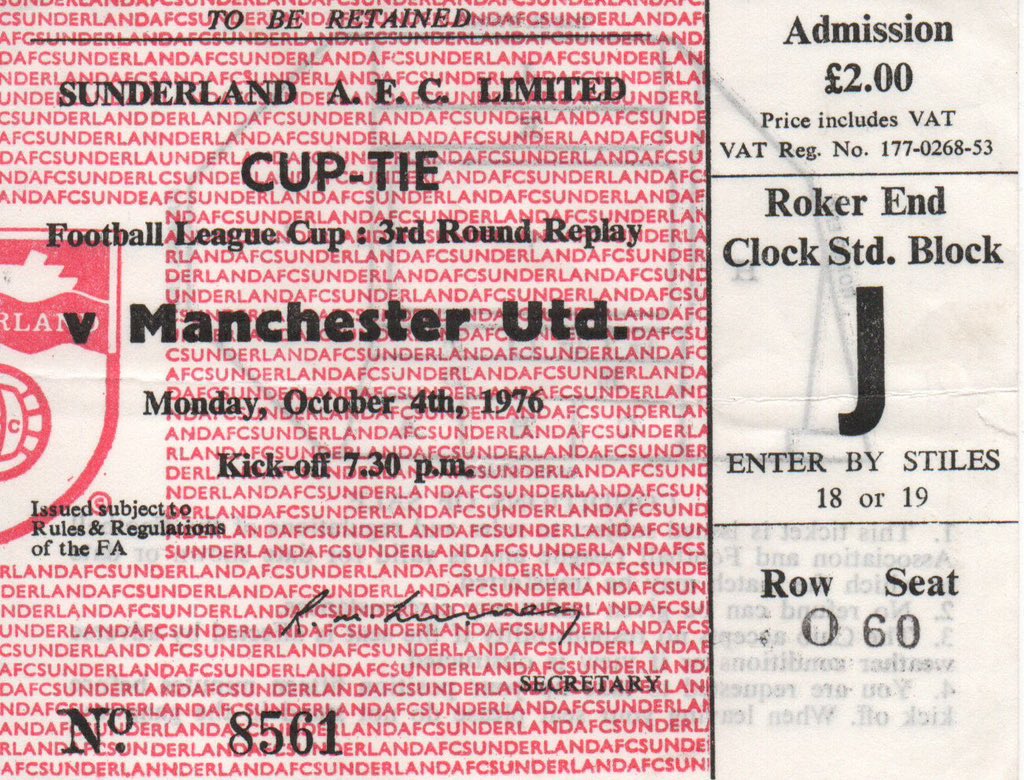 TO BE RETAINED
SUNDERLAND A. F. C. LIMITED
CUP-TIE
Football League Cup : 3rd Round Replay
v Manchester Utd.
Monday, October 4th, 1976
Kick-off 7.30 p.m.
Issued subject to
Rules & Regulations
of the FA
SECRETARY
No. 8561
Admission
£2.00
Price includes VAT
VAT Reg. No. 177-0268-53
Roker End
Clock Std. Block
J
ENTER BY STILES
18 or 19
Row Seat
O 60